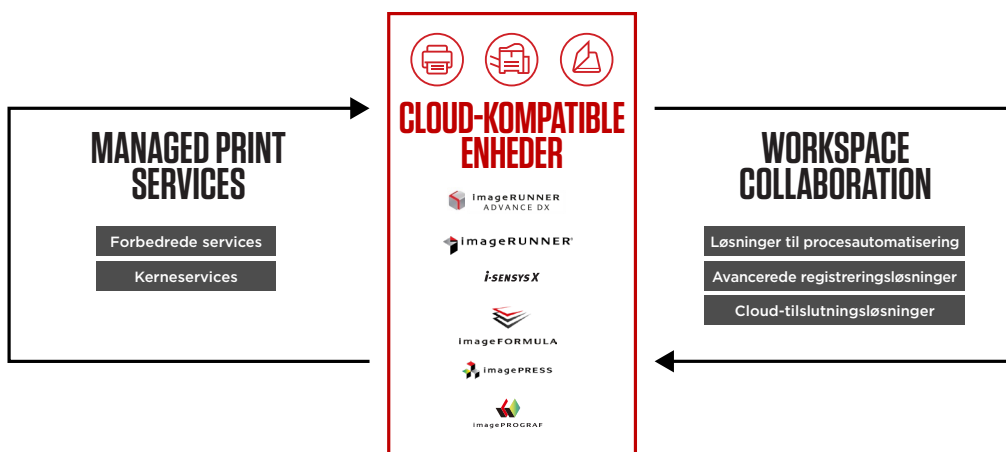 MANAGED PRINT
SERVICES
Forbedrede services
Kerneservices
CLOUD-KOMPATIBLE
ENHEDER
imageRUNNER
ADVANCE DX
imageRUNNER
i-SENSYS X
imageFORMULA
imagePRESS
imagePROGRAF
WORKSPACE
COLLABORATION
Løsninger til procesautomatisering
Avancerede registreringsløsninger
Cloud-tilslutningsløsninger